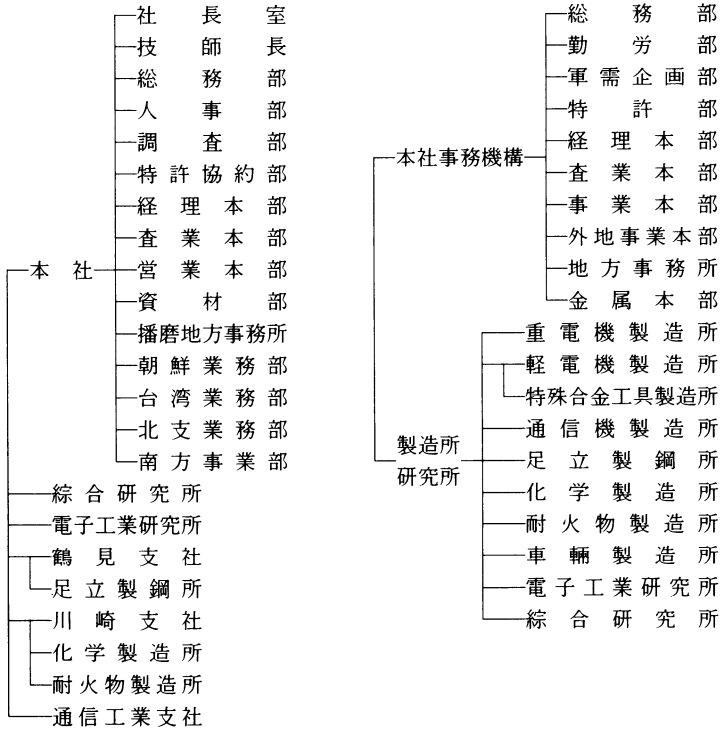 社長室
技師長
総務部
人事部
調査部
特許協約部
経理本部
査業本部
本社
営業本部
資材部
播磨地方事務所
朝鮮業務部
台湾業務部
北支業務部
南方事業部
綜合研究所
電子工業研究所
鶴見支社
足立製鋼所
川崎支社
化学製造所
耐火物製造所
通信工業支社
総務部
勤労部
軍需企画部
特許部
経理本部
本社事務機構
査業本部
事業本部
外地事業本部
地方事務所
金属本部
重電機製造所
軽電機製造所
特殊合金工具製造所
通信機製造所
製造所
研究所
足立製鋼所
化学製造所
耐火物製造所
車輛製造所
電子工業研究所
綜合研究所